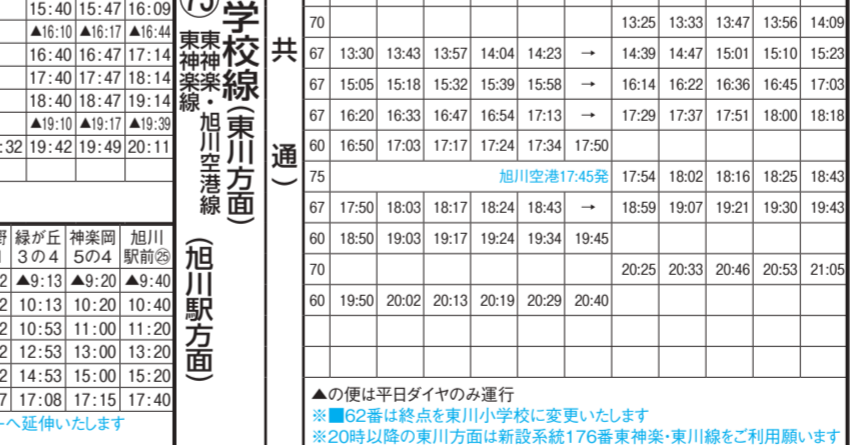 15:40 15:47 16:09
▲16:10 ▲16:17 ▲16:44
16:40 16:47 17:14
17:40 17:47 18:14
18:40 18:47 19:14
▲19:10 ▲19:17 ▲19:39
:32 19:42 19:49 20:11
緑が丘3の4 神楽岡5の4 旭川駅前㉕
2 ▲9:13 ▲9:20 ▲9:40
2 10:13 10:20 10:40
2 10:53 11:00 11:20
2 12:53 13:00 13:20
2 14:53 15:00 15:20
7 17:08 17:15 17:40
へ延伸いたします
学校線(東川方面)
東神楽・旭川空港線
東神楽線
(旭川駅方面)
共通)
70 13:25 13:33 13:47 13:56 14:09
67 13:30 13:43 13:57 14:04 14:23 → 14:39 14:47 15:01 15:10 15:23
67 15:05 15:18 15:32 15:39 15:58 → 16:14 16:22 16:36 16:45 17:03
67 16:20 16:33 16:47 16:54 17:13 → 17:29 17:37 17:51 18:00 18:18
60 16:50 17:03 17:17 17:24 17:34 17:50
75 旭川空港17:45発 17:54 18:02 18:16 18:25 18:43
67 17:50 18:03 18:17 18:24 18:43 → 18:59 19:07 19:21 19:30 19:43
60 18:50 19:03 19:17 19:24 19:34 19:45
70 20:25 20:33 20:46 20:53 21:05
60 19:50 20:02 20:13 20:19 20:29 20:40
▲の便は平日ダイヤのみ運行
※■62番は終点を東川小学校に変更いたします
※20時以降の東川方面は新設系統176番東神楽・東川線をご利用願います